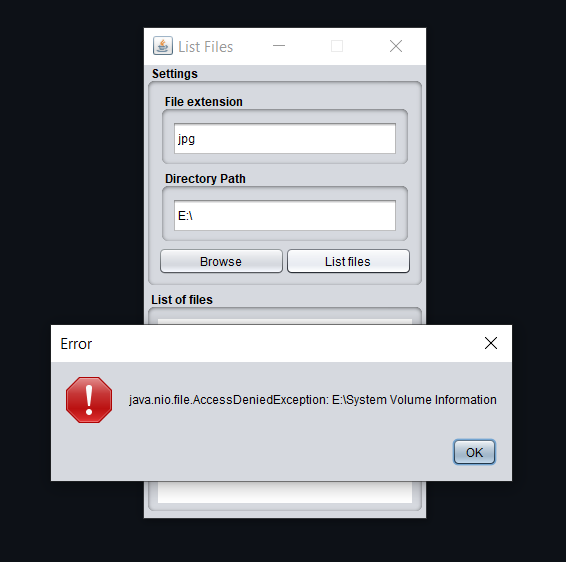 List Files
Settings
File extension
jpg
Directory Path
E:\
Browse
List files
List of files
Error
java.nio.file.AccessDeniedException: E:\System Volume Information
OK